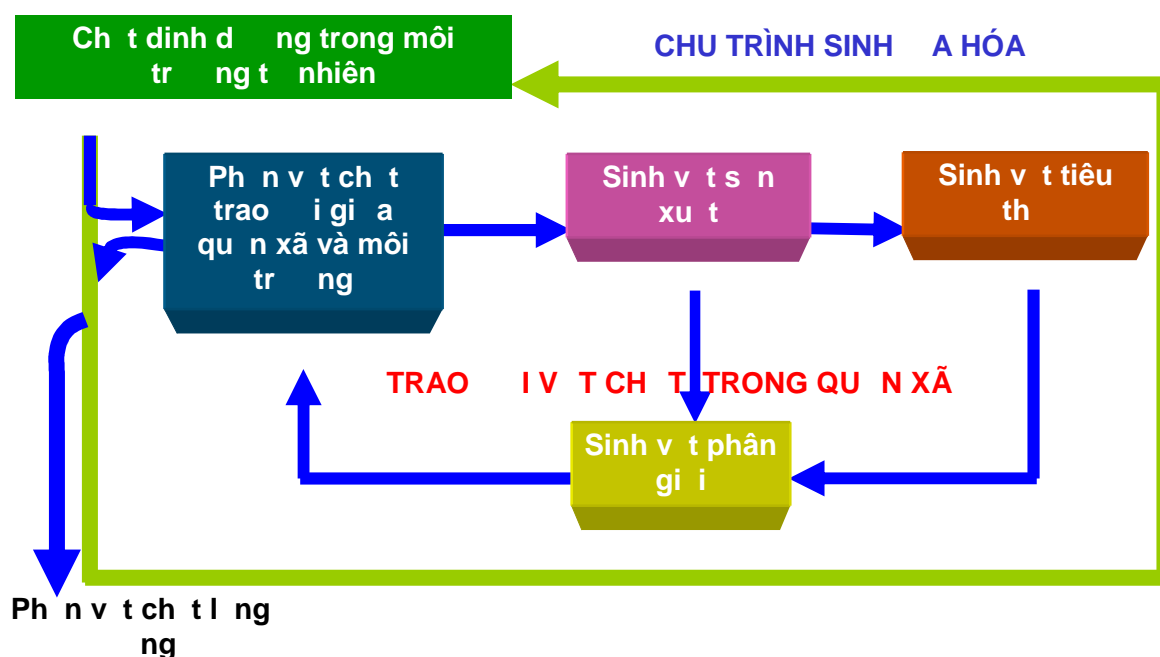 Ch t dinh d ng trong môi
tr ng t nhiên
CHU TRÌNH SINH A HÓA
Ph n v t ch t
trao i gi a
qu n xã và môi
tr ng
Sinh v t s n
xu t
Sinh v t tiêu
th
TRAO I V T CH T TRONG QU N XÃ
Sinh v t phân
gi i
Ph n v t ch t l ng
ng